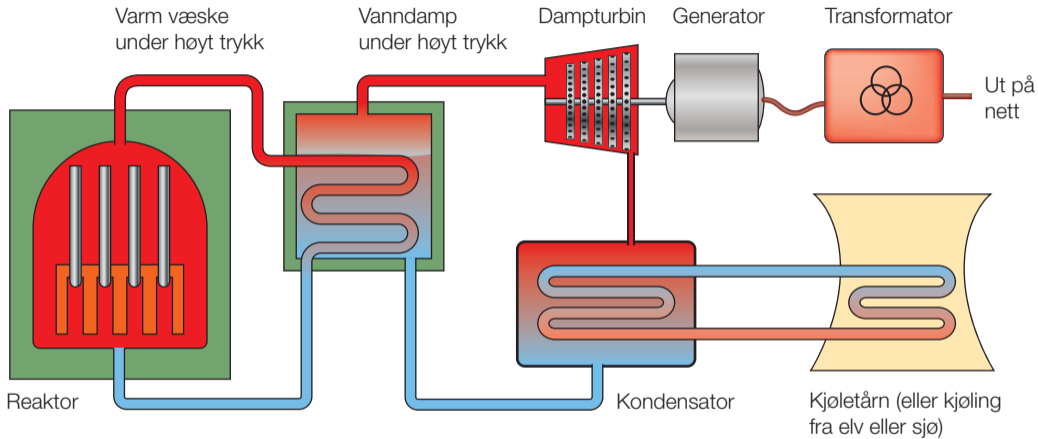 Varm væske
under høyt trykk
Vanndamp
under høyt trykk
Dampturbin
Generator
Transformator
Ut på
nett
Reaktor
Kondensator
Kjøletårn (eller kjøling
fra elv eller sjø)